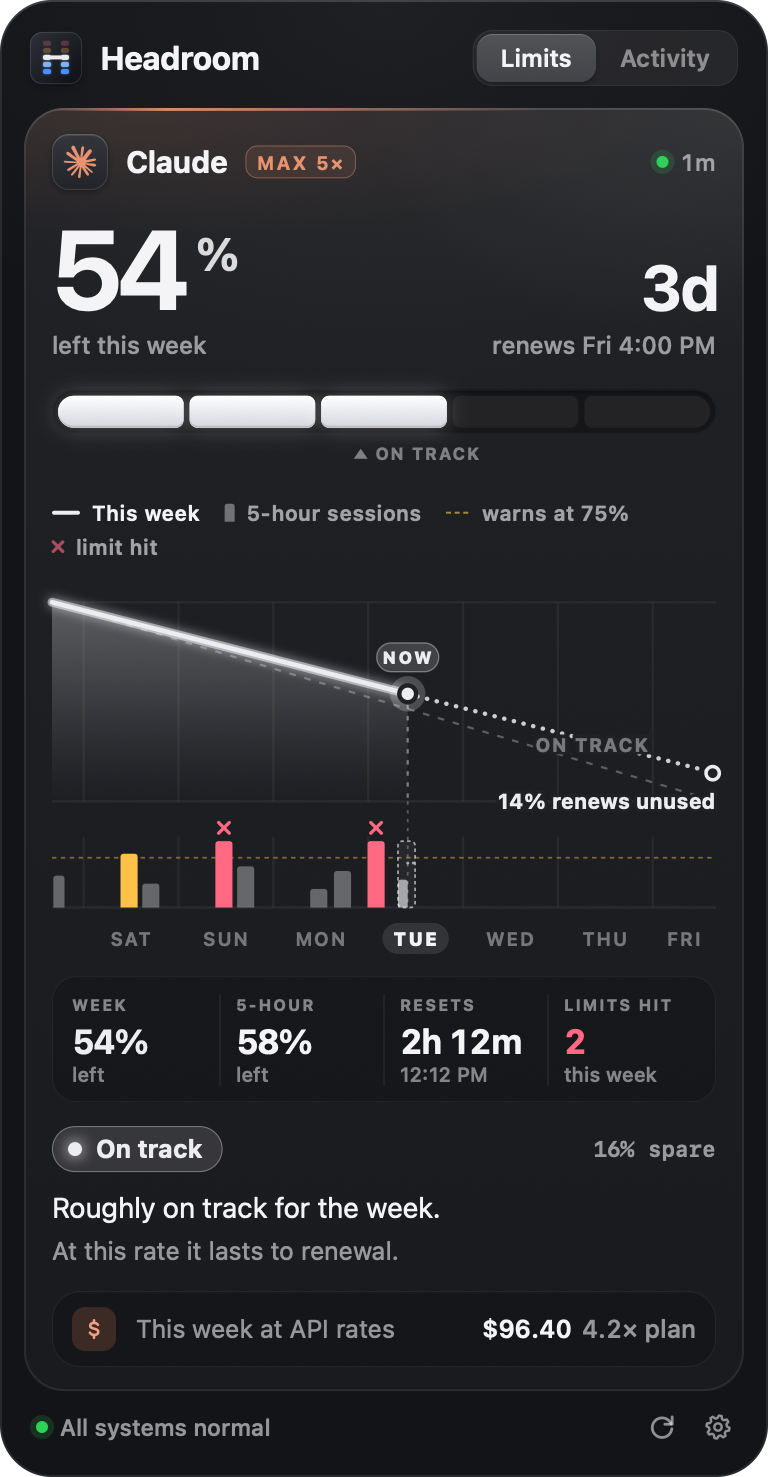 Headroom
Limits Activity
Claude MAX 5× 1m
54% 3d
left this week renews Fri 4:00 PM
▲ ON TRACK
This week 5-hour sessions warns at 75%
× limit hit
NOW
ON TRACK
14% renews unused
SAT SUN MON TUE WED THU FRI
WEEK 5-HOUR RESETS LIMITS HIT
54% 58% 2h 12m 2
left left 12:12 PM this week
On track 16% spare
Roughly on track for the week.
At this rate it lasts to renewal.
$ This week at API rates $96.40 4.2× plan
All systems normal